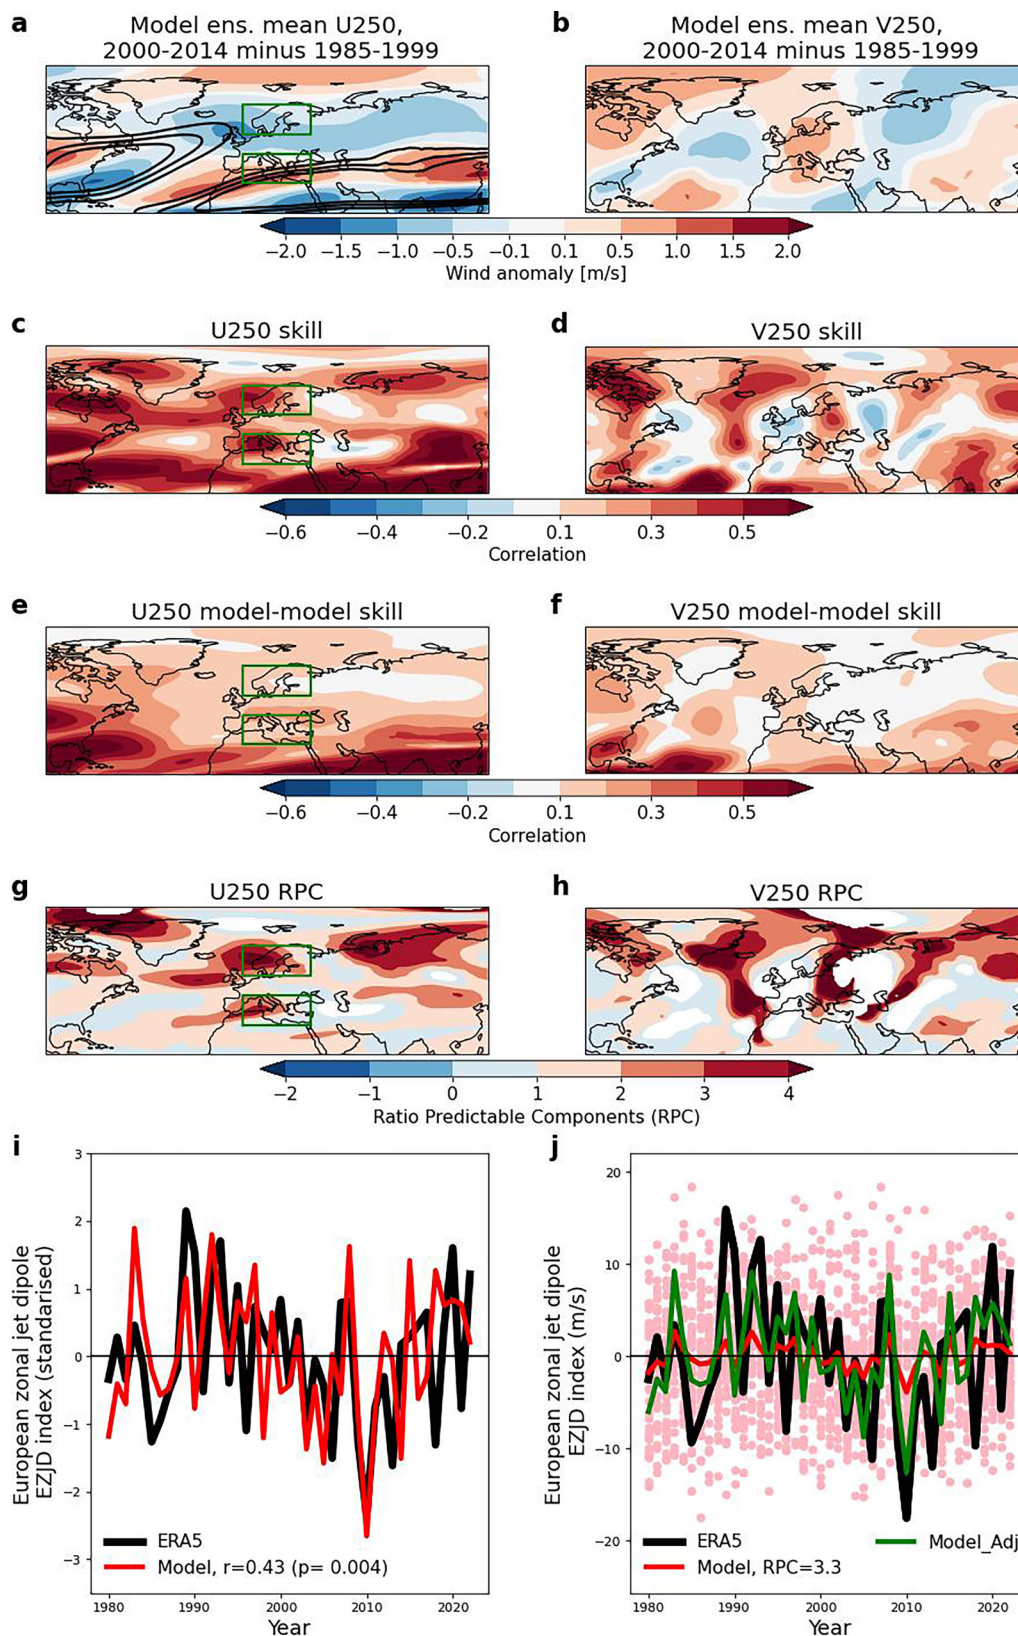 a
Model ens. mean U250,
2000-2014 minus 1985-1999
b
Model ens. mean V250,
2000-2014 minus 1985-1999
−2.0 −1.5 −1.0 −0.5 −0.1 0.1 0.5 1.0 1.5 2.0
Wind anomaly [m/s]
c
U250 skill
d
V250 skill
−0.6 −0.4 −0.2 0.1 0.3 0.5
Correlation
e
U250 model-model skill
f
V250 model-model skill
−0.6 −0.4 −0.2 0.1 0.3 0.5
Correlation
g
U250 RPC
h
V250 RPC
−2 −1 0 1 2 3 4
Ratio Predictable Components (RPC)
i
European zonal jet dipole
EZJD index (standarised)
3
2
1
0
−1
−2
−3
ERA5
Model, r=0.43 (p= 0.004)
1980 1990 2000 2010 2020
Year
j
European zonal jet dipole
EZJD index (m/s)
20
10
0
−10
−20
ERA5
Model, RPC=3.3
Model_Adj
1980 1990 2000 2010 2020
Year